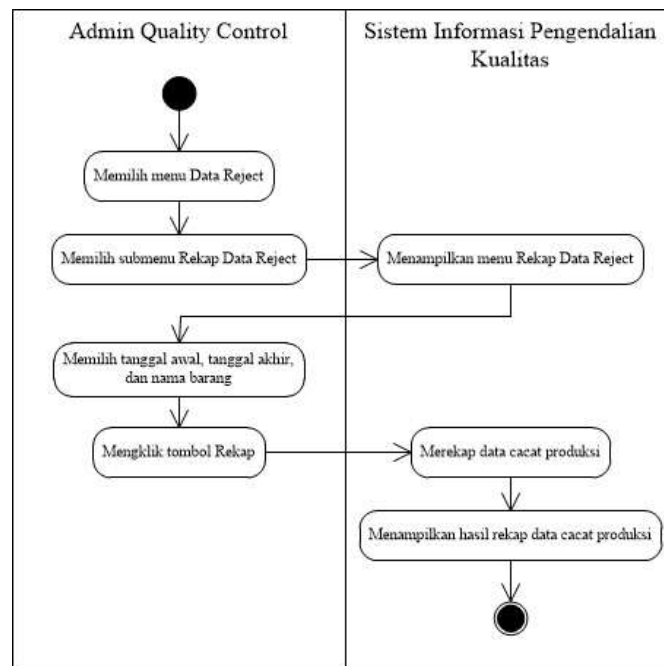 Admin Quality Control
Sistem Informasi Pengendalian
Kualitas
Memilih menu Data Reject
Memilih submenu Rekap Data Reject
Menampilkan menu Rekap Data Reject
Memilih tanggal awal, tanggal akhir,
dan nama barang
Mengklik tombol Rekap
Merekap data cacat produksi
Menampilkan hasil rekap data cacat produksi